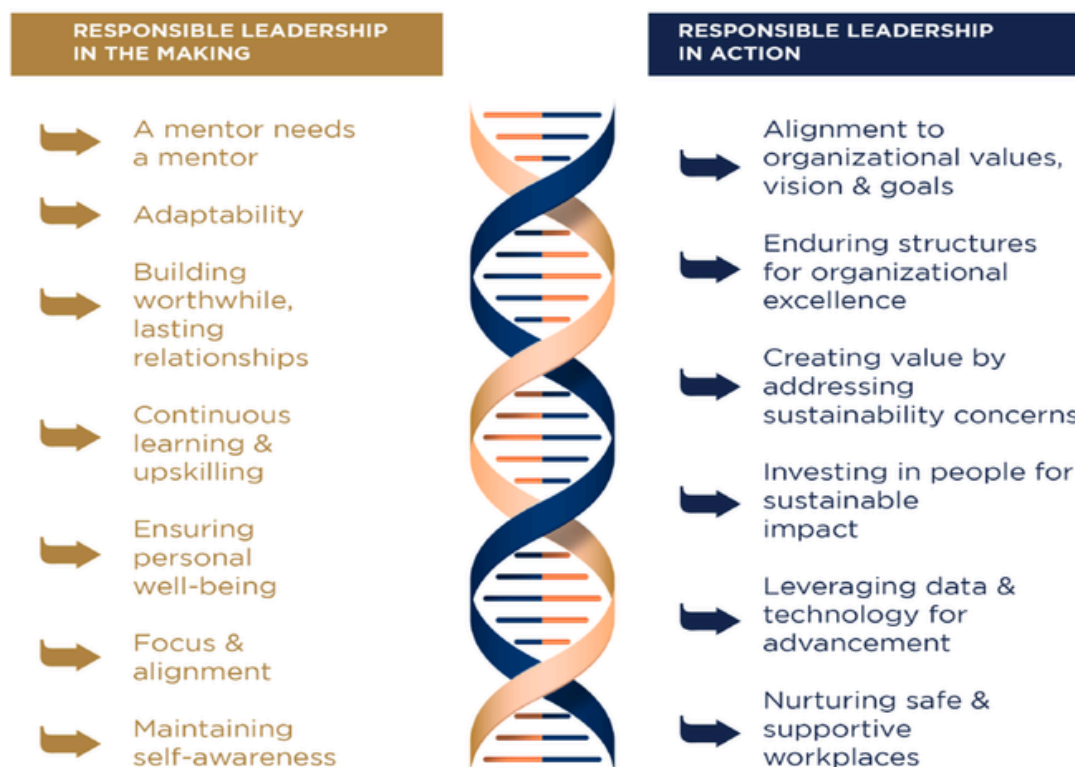 RESPONSIBLE LEADERSHIP
IN THE MAKING
A mentor needs
a mentor
Adaptability
Building
worthwhile,
lasting
relationships
Continuous
learning &
upskilling
Ensuring
personal
well-being
Focus &
alignment
Maintaining
self-awareness
RESPONSIBLE LEADERSHIP
IN ACTION
Alignment to
organizational values,
vision & goals
Enduring structures
for organizational
excellence
Creating value by
addressing
sustainability concerns
Investing in people for
sustainable
impact
Leveraging data &
technology for
advancement
Nurturing safe &
supportive
workplaces